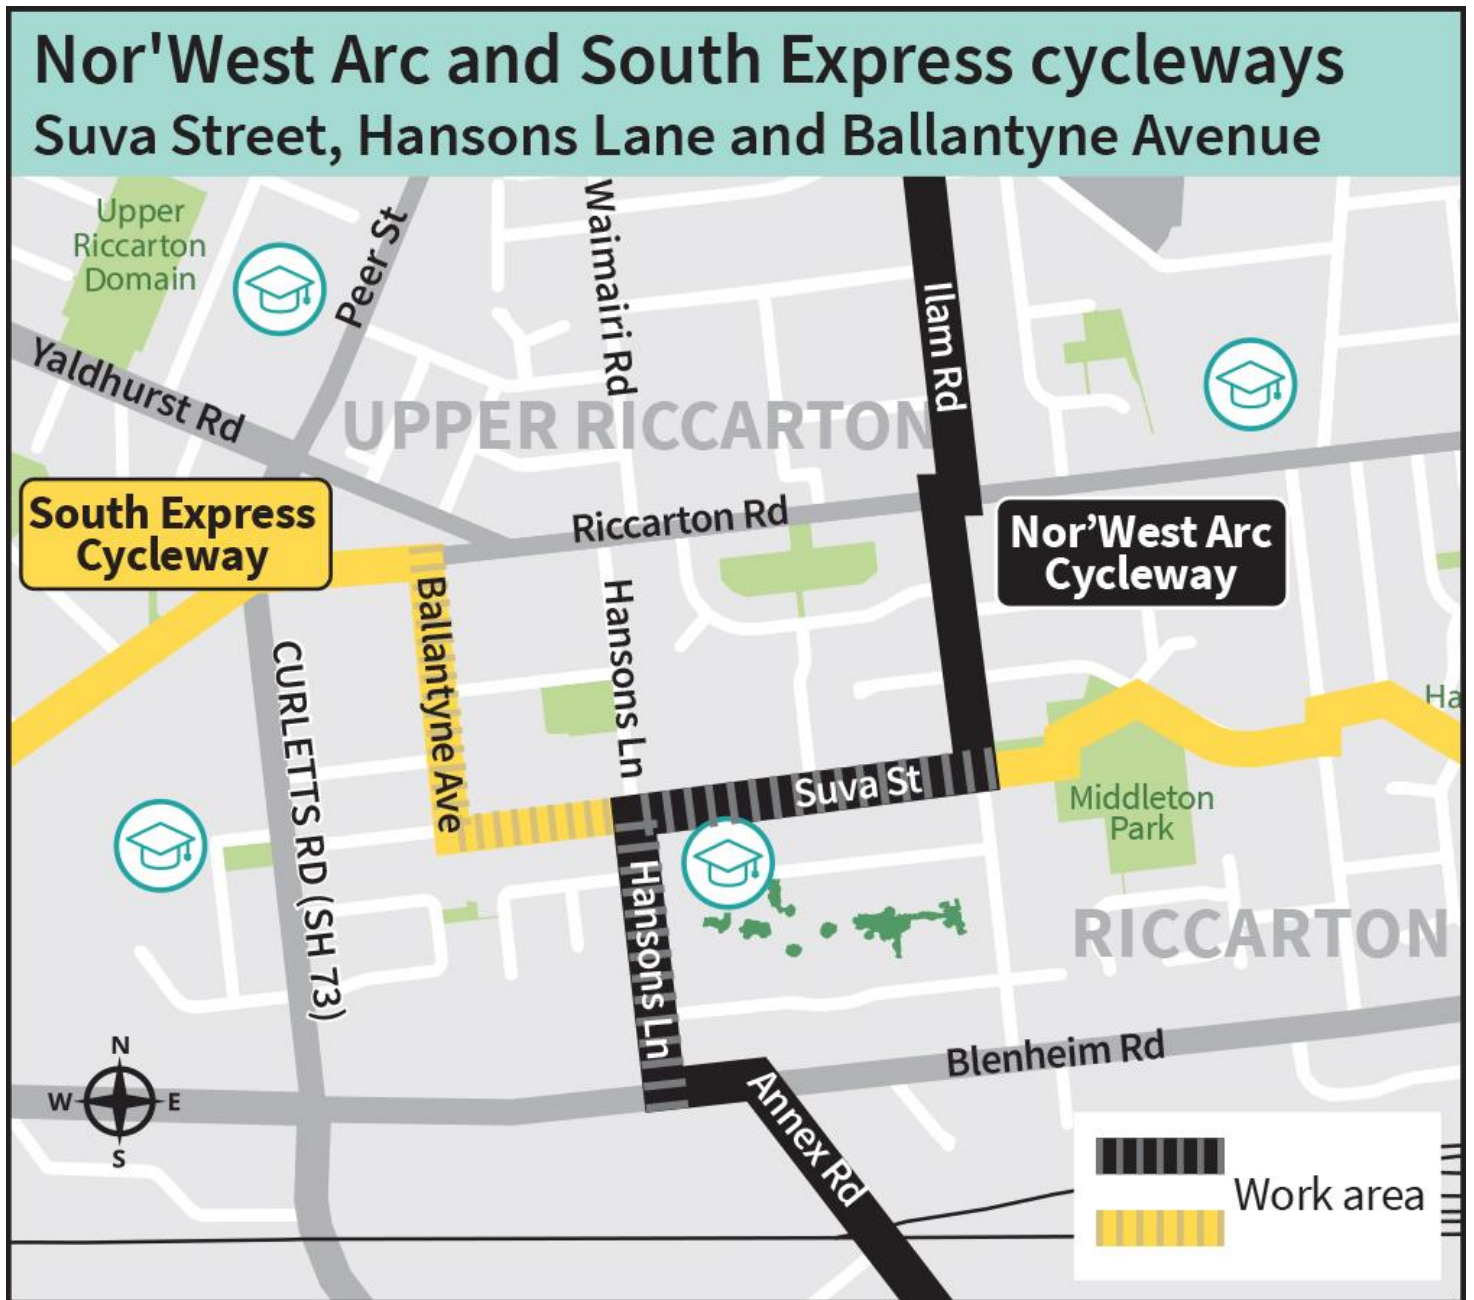 Nor'West Arc and South Express cycleways
Suva Street, Hansons Lane and Ballantyne Avenue
Upper
Riccarton
Domain
Peer St
Waimairi Rd
Ilam Rd
Yaldhurst Rd
UPPER RICCARTON
South Express
Cycleway
Riccarton Rd
Nor’West Arc
Cycleway
Ballantyne Ave
Hansons Ln
CURLETTS RD (SH 73)
Ha
Suva St
Middleton
Park
Hansons Ln
RICCARTON
Blenheim Rd
N
W
E
S
Annex Rd
Work area